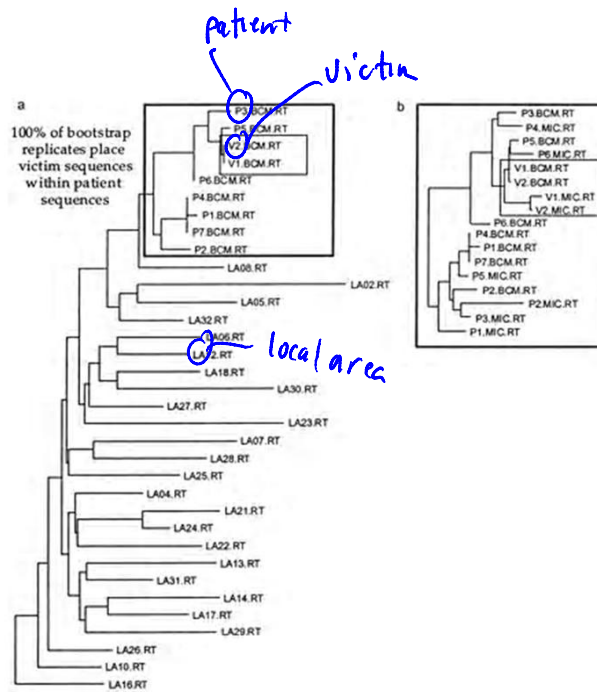 patient
victim
a
b
100% of bootstrap
replicates place
victim sequences
within patient
sequences
P3.BCM.RT
P5.BCM.RT
V2.BCM.RT
V1.BCM.RT
P6.BCM.RT
P4.BCM.RT
P1.BCM.RT
P7.BCM.RT
P2.BCM.RT
LA08.RT
LA02.RT
LA05.RT
LA32.RT
LA06.RT
LA12.RT
local area
LA18.RT
LA30.RT
LA27.RT
LA23.RT
LA07.RT
LA28.RT
LA25.RT
LA04.RT
LA21.RT
LA24.RT
LA22.RT
LA13.RT
LA31.RT
LA14.RT
LA17.RT
LA29.RT
LA26.RT
LA10.RT
LA16.RT
P3.BCM.RT
P4.MIC.RT
P5.BCM.RT
P6.MIC.RT
V1.BCM.RT
V2.BCM.RT
V1.MIC.RT
V2.MIC.RT
P6.BCM.RT
P4.BCM.RT
P1.BCM.RT
P7.BCM.RT
P5.MIC.RT
P2.BCM.RT
P2.MIC.RT
P3.MIC.RT
P1.MIC.RT